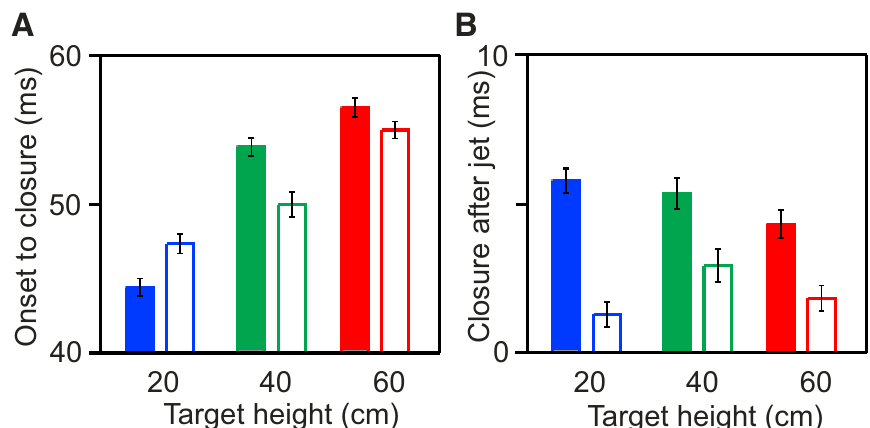 A
B
Onset to closure (ms)
60
50
40
20 40 60
Target height (cm)
Closure after jet (ms)
10
0
20 40 60
Target height (cm)